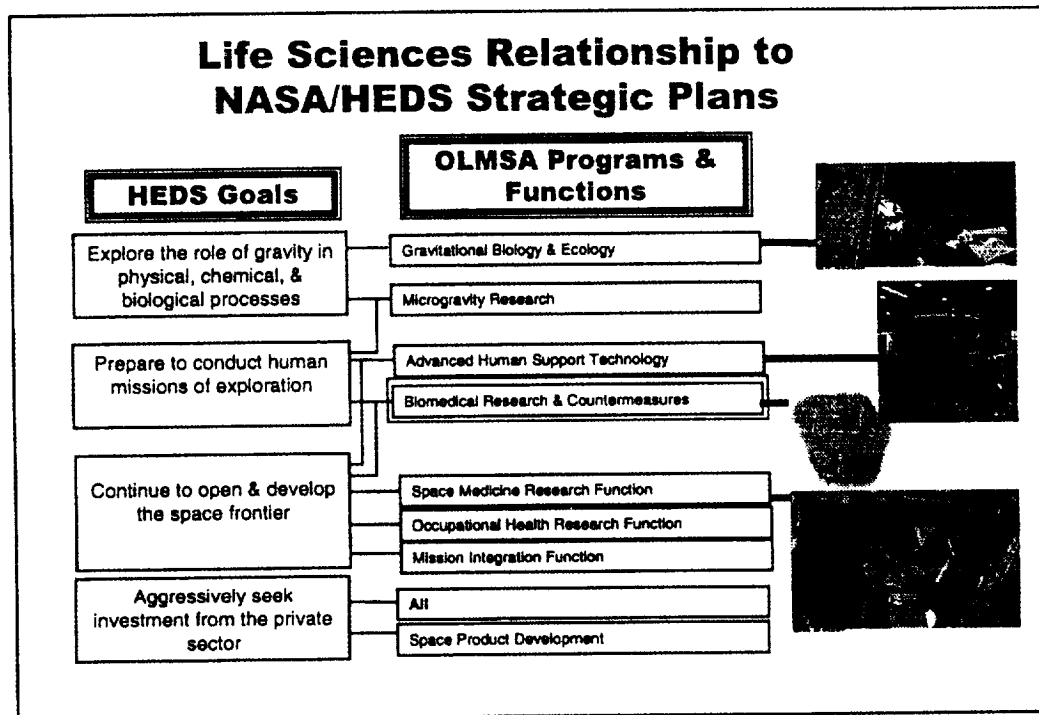 Life Sciences Relationship to
NASA/HEDS Strategic Plans
HEDS Goals
OLMSA Programs &
Functions
Explore the role of gravity in
physical, chemical, &
biological processes
Gravitational Biology & Ecology
Microgravity Research
Prepare to conduct human
missions of exploration
Advanced Human Support Technology
Biomedical Research & Countermeasures
Continue to open & develop
the space frontier
Space Medicine Research Function
Occupational Health Research Function
Mission Integration Function
Aggressively seek
investment from the private
sector
All
Space Product Development